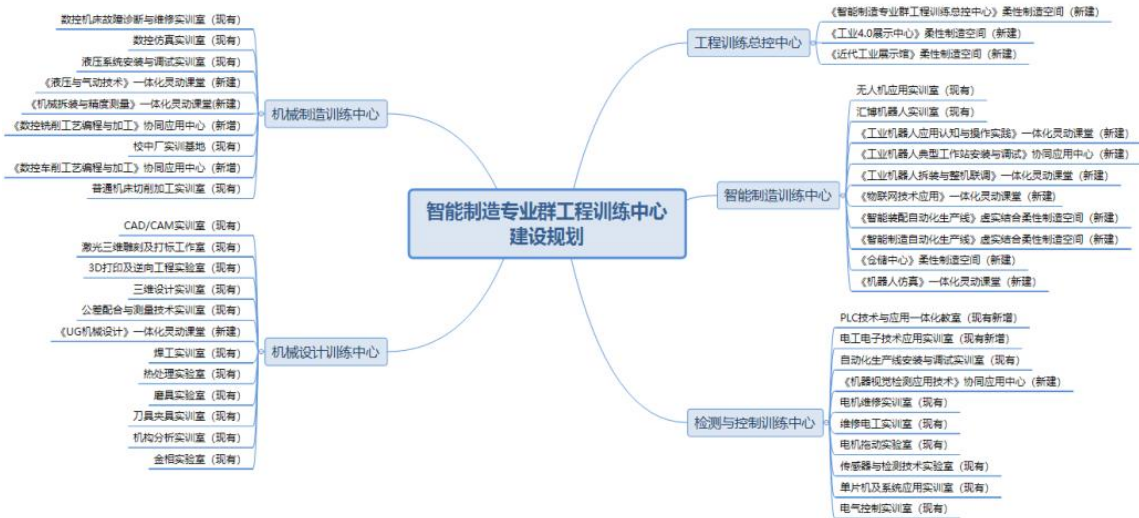 智能制造专业群工程训练中心
建设规划
机械制造训练中心
数控机床故障诊断与维修实训室（现有）
数控仿真实训室（现有）
液压系统安装与调试实训室（现有）
《液压与气动技术》一体化灵动课堂（新建）
《机械拆装与精度测量》一体化灵动课堂(新建）
《数控铣削工艺编程与加工》协同应用中心（新增）
校中厂实训基地（现有）
《数控车削工艺编程与加工》协同应用中心（新增）
普通机床切削加工实训室（现有）
机械设计训练中心
CAD/CAM实训室（现有）
激光三维雕刻及打标工作室（现有）
3D打印及逆向工程实验室（现有）
三维设计实训室（现有）
公差配合与测量技术实训室（现有）
《UG机械设计》一体化灵动课堂（新建）
焊工实训室（现有）
热处理实验室（现有）
磨具实验室（现有）
刀具夹具实训室（现有）
机构分析实训室（现有）
金相实验室（现有）
工程训练总控中心
《智能制造专业群工程训练总控中心》柔性制造空间（新建）
《工业4.0展示中心》柔性制造空间（新建）
《近代工业展示馆》柔性制造空间（新建）
智能制造训练中心
无人机应用实训室（现有）
汇博机器人实训室（现有）
《工业机器人应用认知与操作实践》一体化灵动课堂（新建）
《工业机器人典型工作站安装与调试》协同应用中心（新建）
《工业机器人拆装与整机联调》一体化灵动课堂（新建）
《物联网技术应用》一体化灵动课堂（新建）
《智能装配自动化生产线》虚实结合柔性制造空间（新建）
《智能制造自动化生产线》虚实结合柔性制造空间（新建）
《仓储中心》柔性制造空间（新建）
《机器人仿真》一体化灵动课堂（新建）
检测与控制训练中心
PLC技术与应用一体化教室（现有新增）
电工电子技术应用实训室（现有新增）
自动化生产线安装与调试实训室（现有）
《机器视觉检测应用技术》协同应用中心（新建）
电机维修实训室（现有）
维修电工实训室（现有）
电机拖动实验室（现有）
传感器与检测技术实验室（现有）
单片机及系统应用实训室（现有）
电气控制实训室（现有）